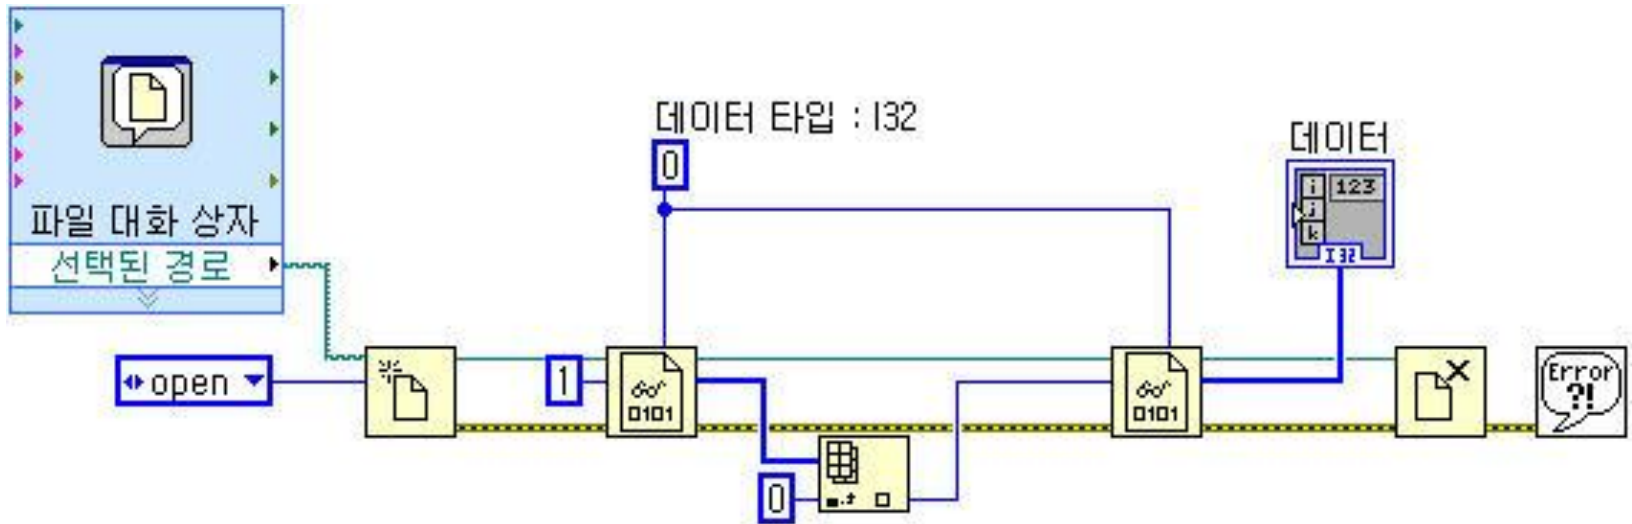 파일 대화 상자
선택된 경로
open
데이터 타입 : I32
0
1
0101
0
0101
데이터
i
123
j
k
I32
Error
?!